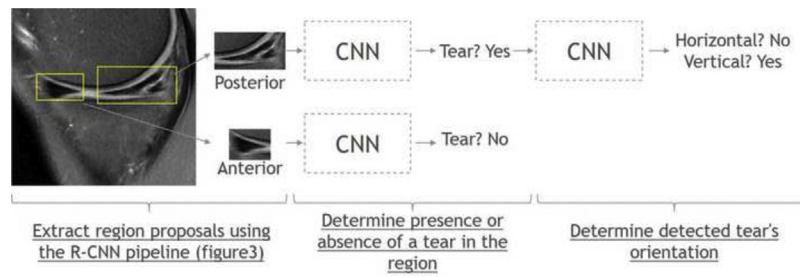 Posterior
CNN
Tear? Yes
CNN
Horizontal? No
Vertical? Yes
Anterior
CNN
Tear? No
Extract region proposals using
the R-CNN pipeline (figure3)
Determine presence or
absence of a tear in the
region
Determine detected tear's
orientation